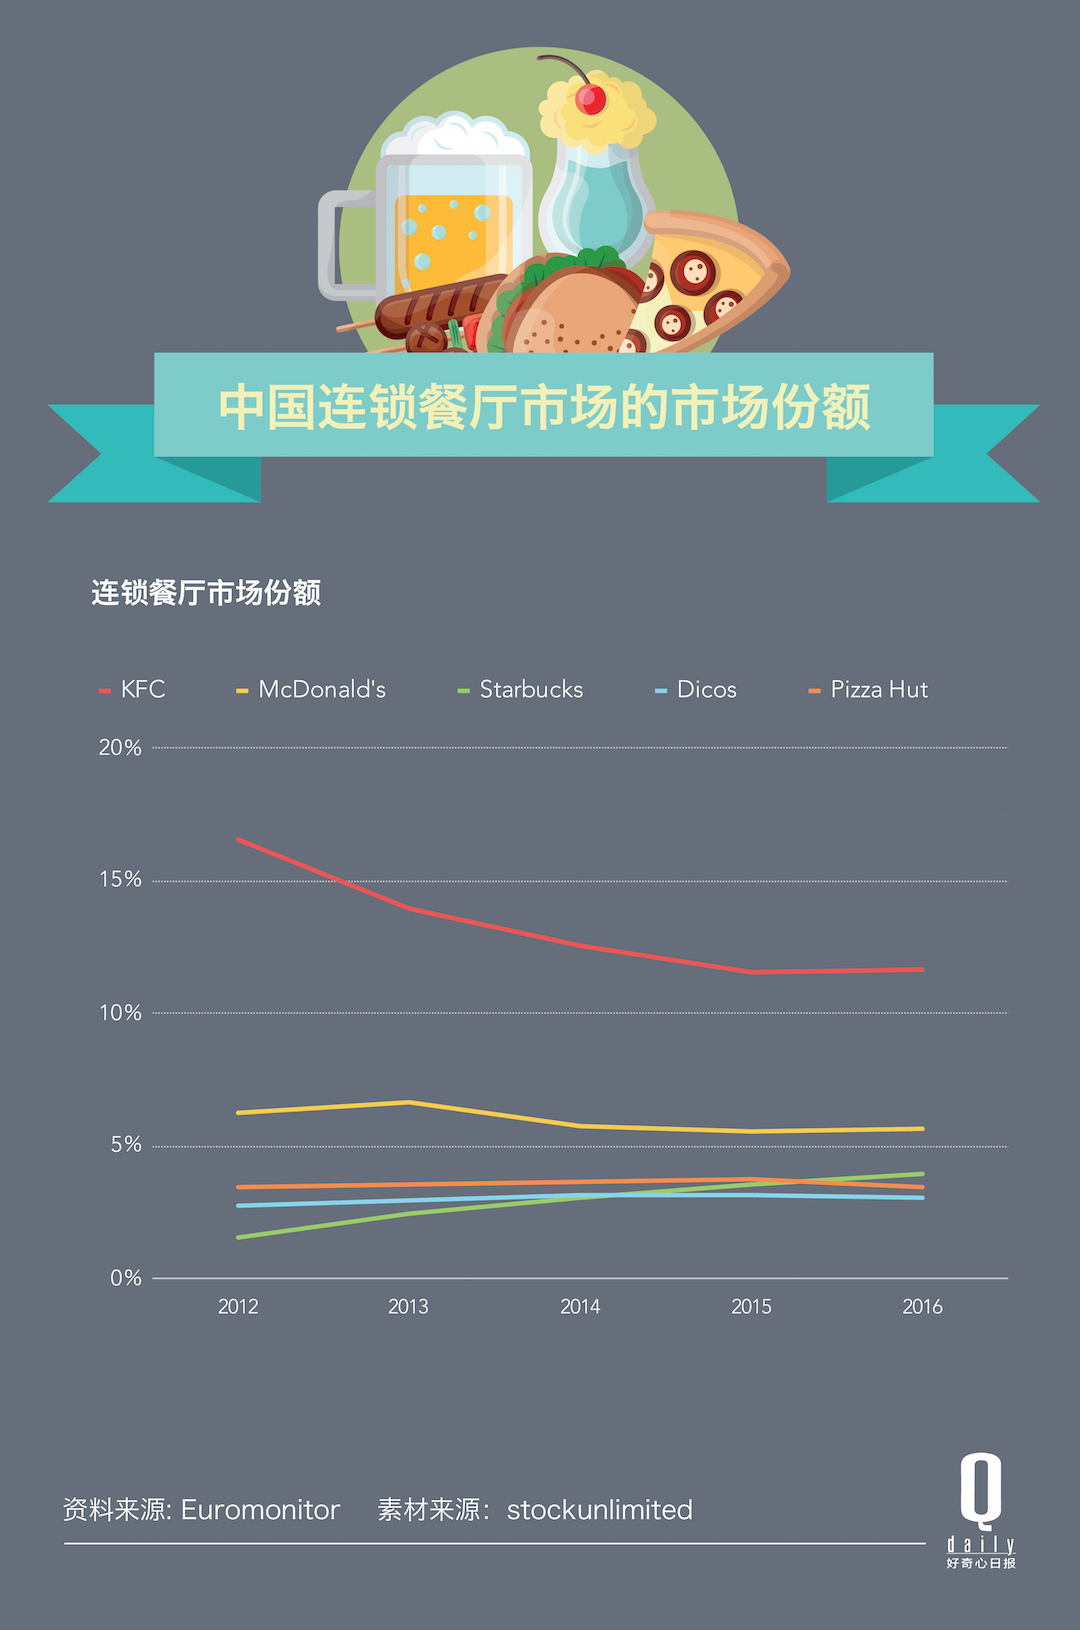 中国连锁餐厅市场的市场份额
连锁餐厅市场份额
KFC McDonald's Starbucks Dicos Pizza Hut
20%
15%
10%
5%
0%
2012 2013 2014 2015 2016
资料来源: Euromonitor 素材来源：stockunlimited
Q
daily
好奇心日报